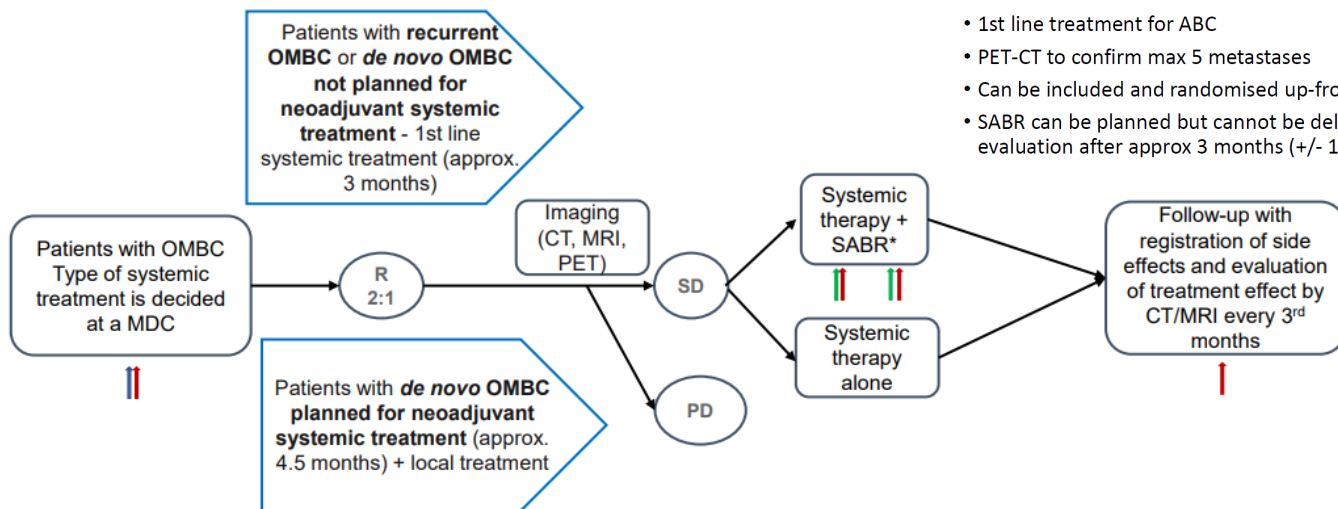 Patients with recurrent
OMBC or de novo OMBC
not planned for
neoadjuvant systemic
treatment - 1st line
systemic treatment (approx.
3 months)
• 1st line treatment for ABC
• PET-CT to confirm max 5 metastases
• Can be included and randomised up-fro
• SABR can be planned but cannot be del
evaluation after approx 3 months (+/- 1
Patients with OMBC
Type of systemic
treatment is decided
at a MDC
R
2:1
Imaging
(CT, MRI,
PET)
SD
PD
Systemic
therapy +
SABR*
Systemic
therapy
alone
Follow-up with
registration of side
effects and evaluation
of treatment effect by
CT/MRI every 3rd
months
Patients with de novo OMBC
planned for neoadjuvant
systemic treatment (approx.
4.5 months) + local treatment